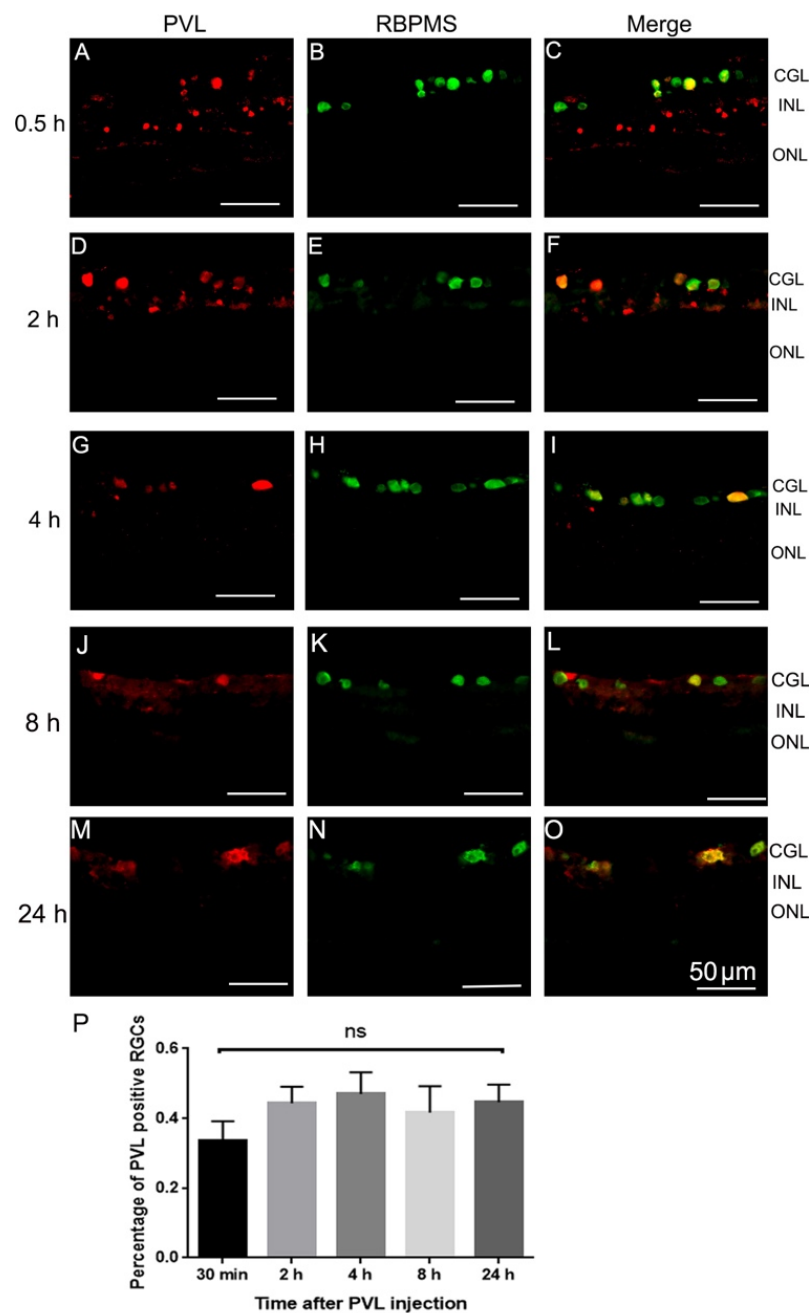 PVL RBPMS Merge
A B C CGL
0.5 h INL
ONL
D E F CGL
2 h INL
ONL
G H I CGL
4 h INL
ONL
J K L CGL
8 h INL
ONL
M N O CGL
24 h INL
ONL
50 µm
P
ns
Percentage of PVL positive RGCs
0.6
0.4
0.2
0.0
30 min 2 h 4 h 8 h 24 h
Time after PVL injection